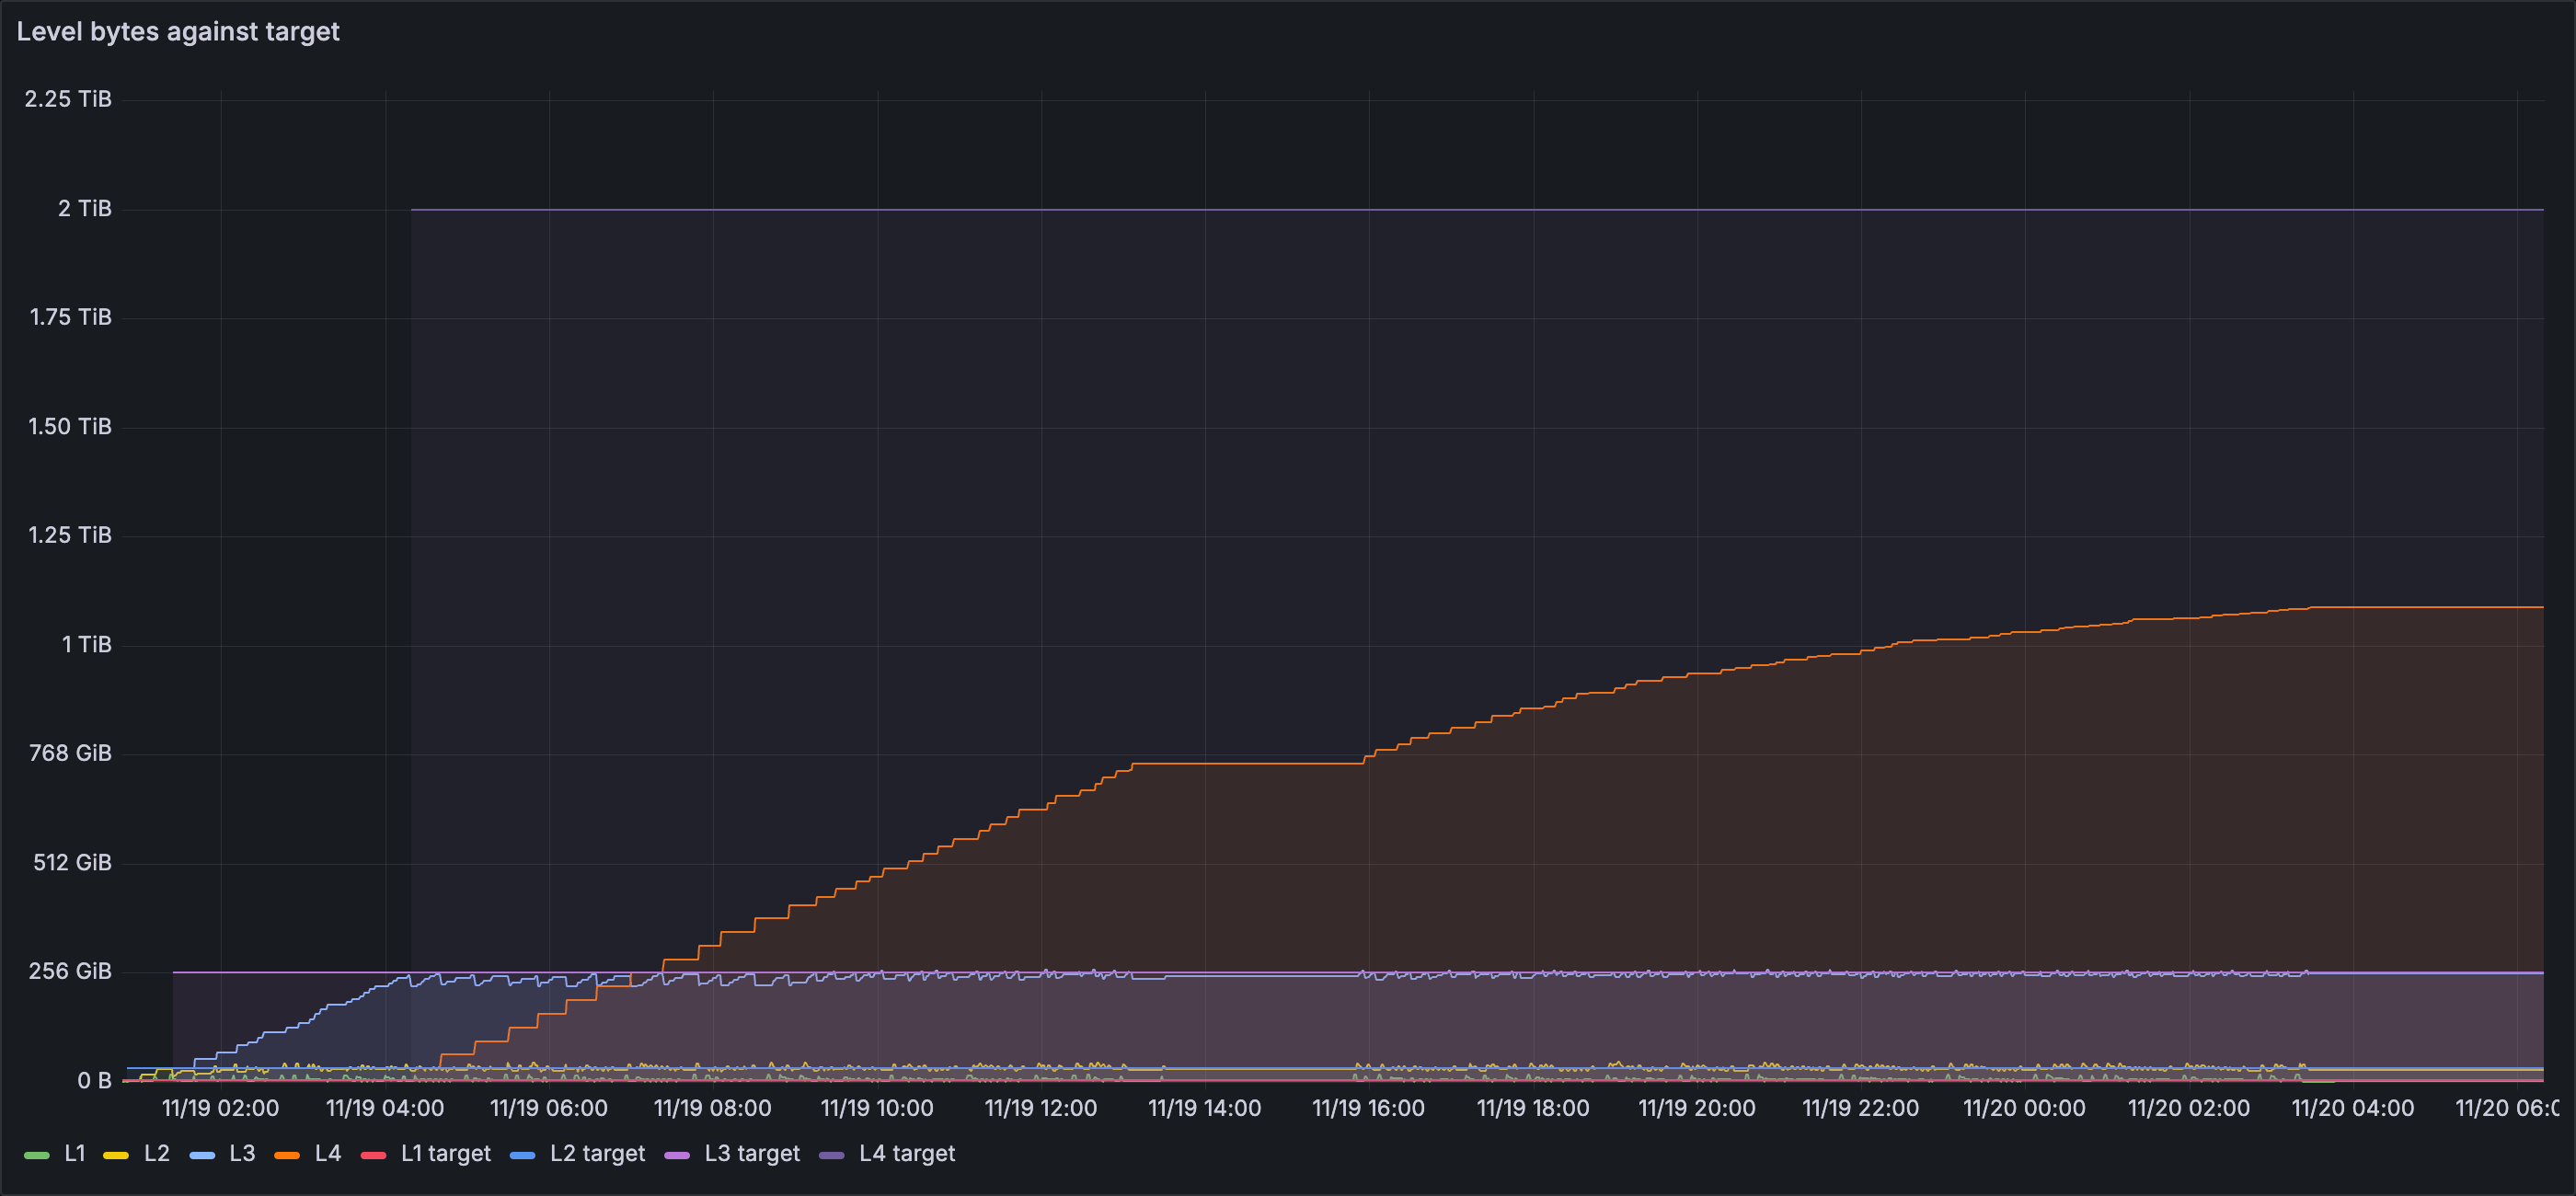 Level bytes against target
2.25 TiB
2 TiB
1.75 TiB
1.50 TiB
1.25 TiB
1 TiB
768 GiB
512 GiB
256 GiB
0 B
11/19 02:00 11/19 04:00 11/19 06:00 11/19 08:00 11/19 10:00 11/19 12:00 11/19 14:00 11/19 16:00 11/19 18:00 11/19 20:00 11/19 22:00 11/20 00:00 11/20 02:00 11/20 04:00 11/20 06:0
L1 L2 L3 L4 L1 target L2 target L3 target L4 target